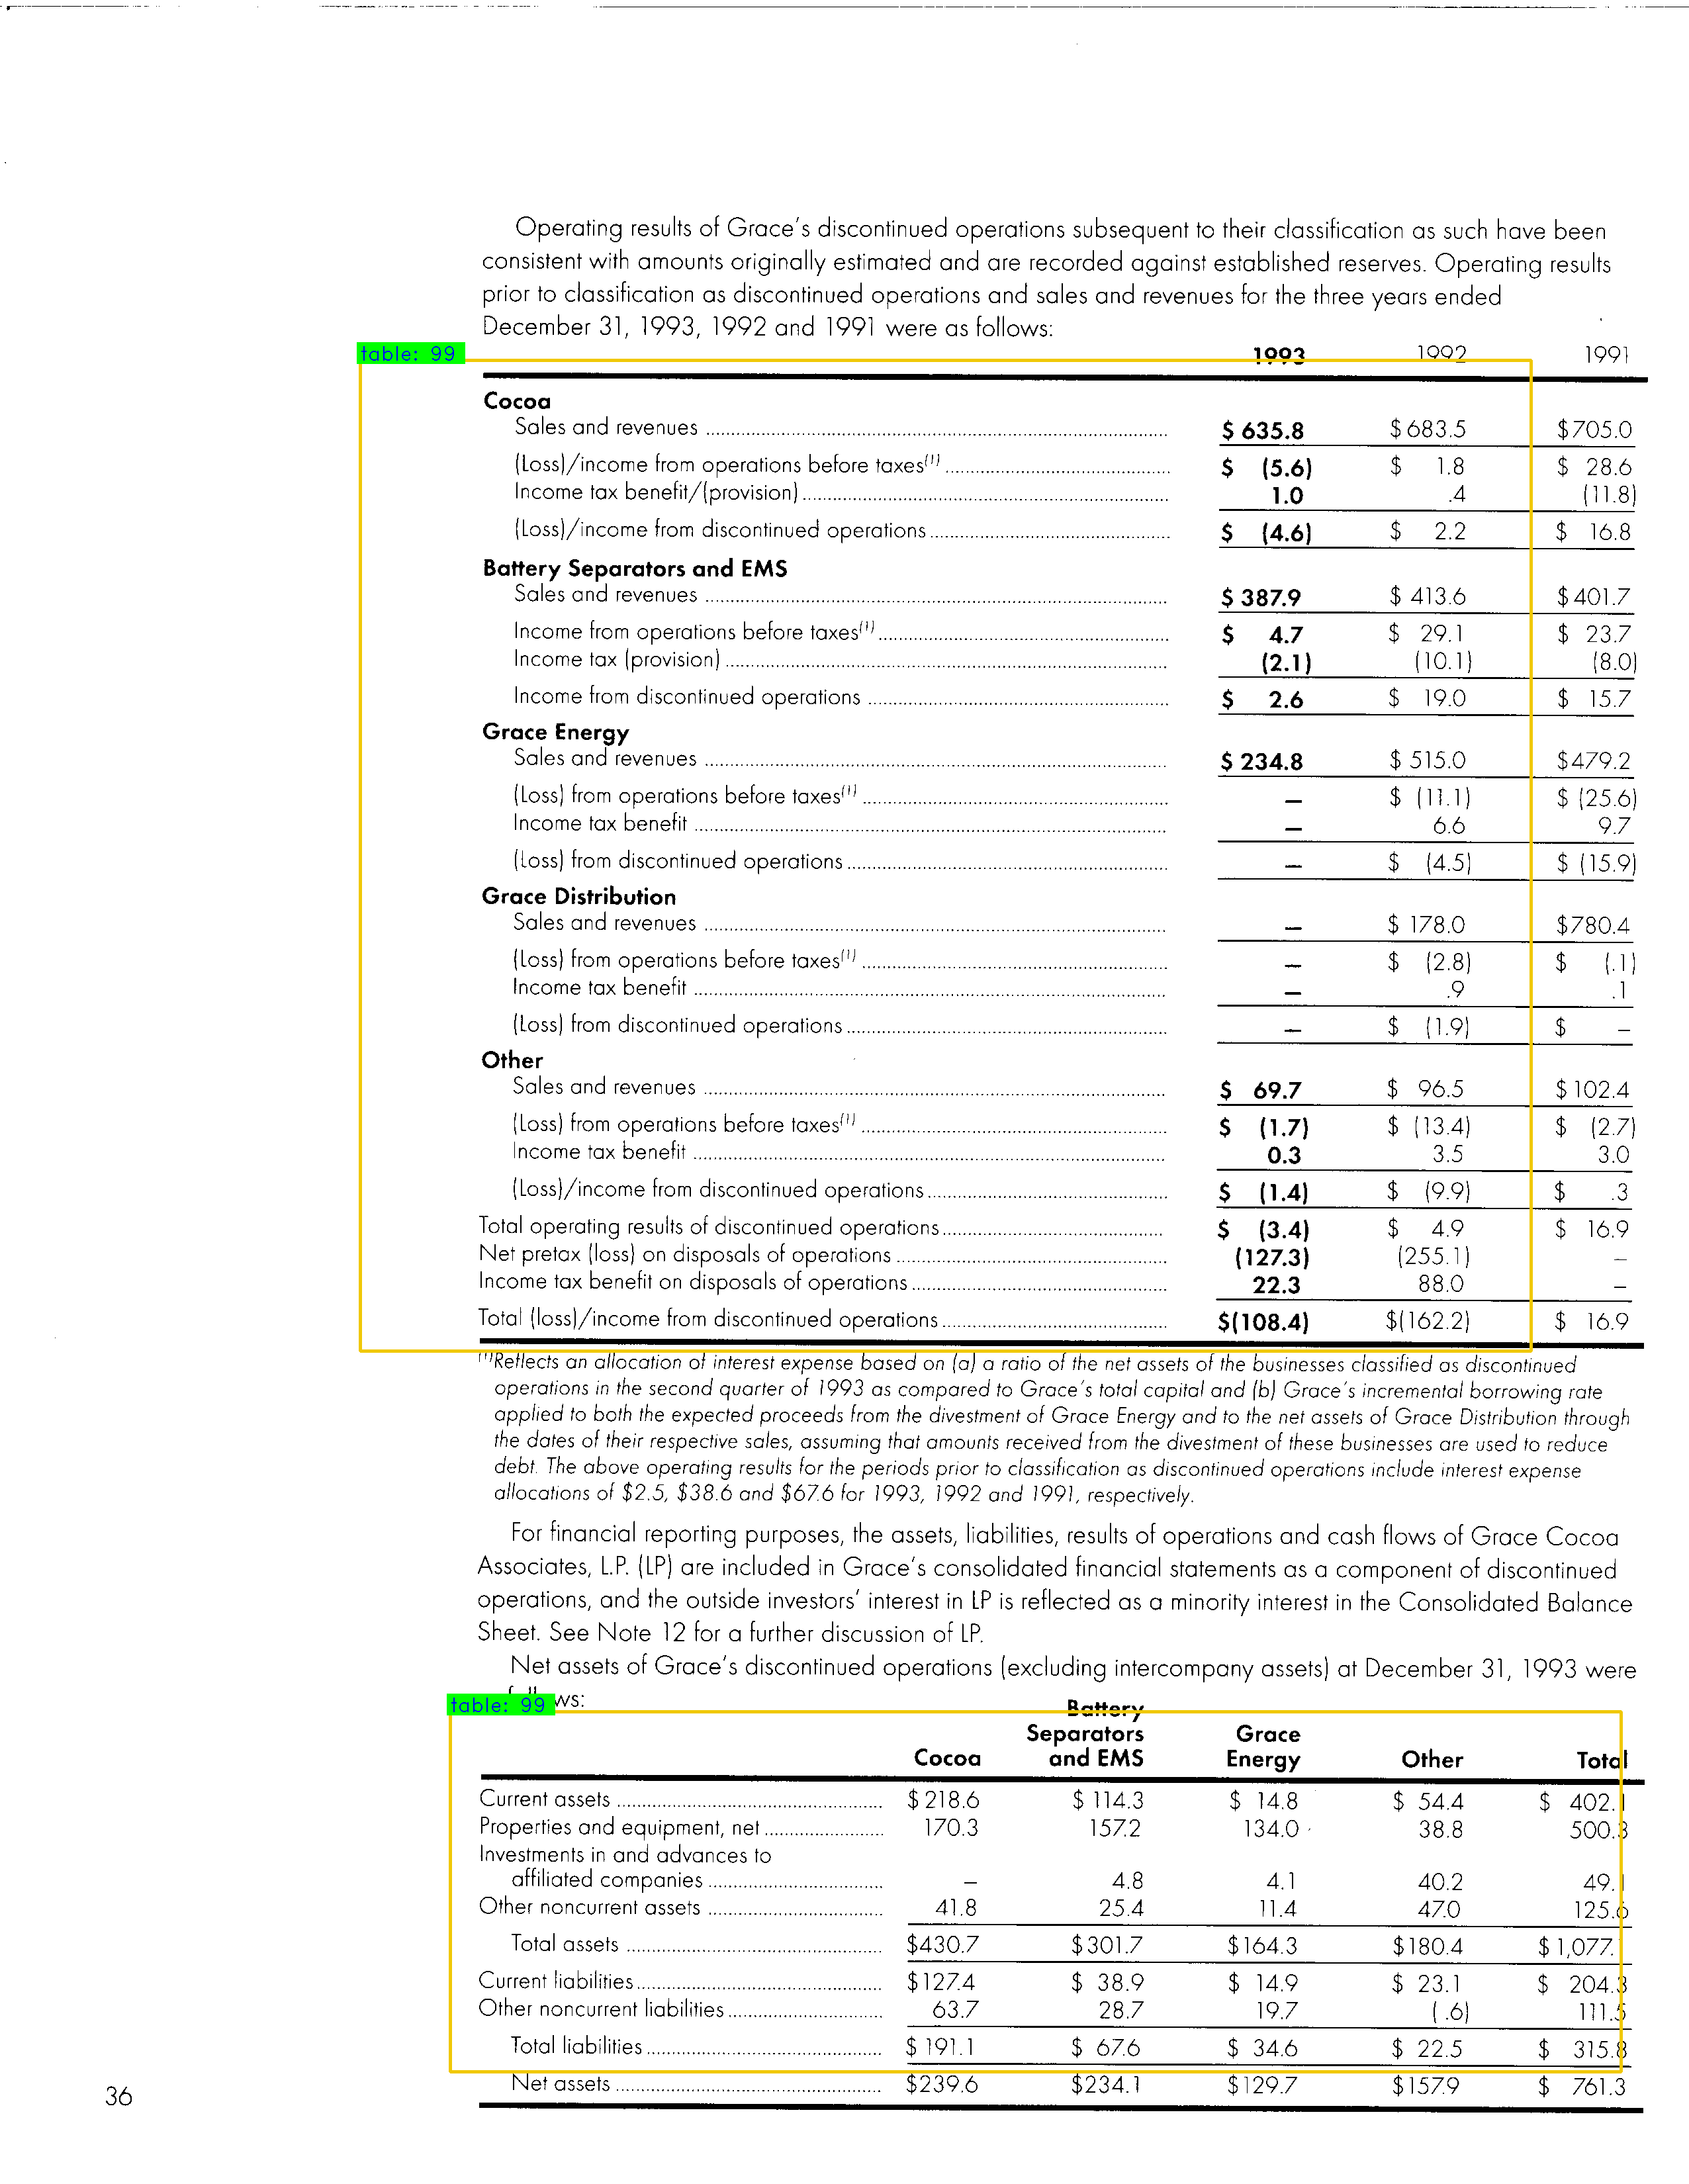 Operating results of Grace's discontinued operations subsequent to their classification as such have been
consistent with amounts originally estimated and are recorded against established reserves. Operating results
prior to classification as discontinued operations and sales and revenues for the three years ended
December 31, 1993, 1992 and 1991 were as follows:
table: 99 1993 1992 1991
Cocoa
Sales and revenues $ 635.8 $ 683.5 $705.0
(Loss)/income from operations before taxes(1) $ (5.6) $ 1.8 $ 28.6
Income tax benefit/(provision) 1.0 .4 (11.8)
(Loss)/income from discontinued operations $ (4.6) $ 2.2 $ 16.8
Battery Separators and EMS
Sales and revenues $ 387.9 $ 413.6 $401.7
Income from operations before taxes(1) $ 4.7 $ 29.1 $ 23.7
Income tax (provision) (2.1) (10.1) (8.0)
Income from discontinued operations $ 2.6 $ 19.0 $ 15.7
Grace Energy
Sales and revenues $ 234.8 $ 515.0 $479.2
(Loss) from operations before taxes(1) – $ (11.1) $ (25.6)
Income tax benefit – 6.6 9.7
(Loss) from discontinued operations – $ (4.5) $ (15.9)
Grace Distribution
Sales and revenues – $ 178.0 $780.4
(Loss) from operations before taxes(1) – $ (2.8) $ (.1)
Income tax benefit – .9 .1
(Loss) from discontinued operations – $ (1.9) $ –
Other
Sales and revenues $ 69.7 $ 96.5 $102.4
(Loss) from operations before taxes(1) $ (1.7) $ (13.4) $ (2.7)
Income tax benefit 0.3 3.5 3.0
(Loss)/income from discontinued operations $ (1.4) $ (9.9) $ .3
Total operating results of discontinued operations $ (3.4) $ 4.9 $ 16.9
Net pretax (loss) on disposals of operations (127.3) (255.1) –
Income tax benefit on disposals of operations 22.3 88.0 –
Total (loss)/income from discontinued operations $(108.4) $(162.2) $ 16.9
(1)Reflects an allocation of interest expense based on (a) a ratio of the net assets of the businesses classified as discontinued
operations in the second quarter of 1993 as compared to Grace's total capital and (b) Grace's incremental borrowing rate
applied to both the expected proceeds from the divestment of Grace Energy and to the net assets of Grace Distribution through
the dates of their respective sales, assuming that amounts received from the divestment of these businesses are used to reduce
debt. The above operating results for the periods prior to classification as discontinued operations include interest expense
allocations of $2.5, $38.6 and $67.6 for 1993, 1992 and 1991, respectively.
For financial reporting purposes, the assets, liabilities, results of operations and cash flows of Grace Cocoa
Associates, L.P. (LP) are included in Grace's consolidated financial statements as a component of discontinued
operations, and the outside investors' interest in LP is reflected as a minority interest in the Consolidated Balance
Sheet. See Note 12 for a further discussion of LP.
Net assets of Grace's discontinued operations (excluding intercompany assets) at December 31, 1993 were
table: 99 ws:
Battery
Separators Grace
Cocoa and EMS Energy Other Total
Current assets $218.6 $ 114.3 $ 14.8 $ 54.4 $ 402.1
Properties and equipment, net 170.3 157.2 134.0 38.8 500.3
Investments in and advances to
affiliated companies – 4.8 4.1 40.2 49.1
Other noncurrent assets 41.8 25.4 11.4 47.0 125.6
Total assets $430.7 $301.7 $164.3 $180.4 $1,077.1
Current liabilities $127.4 $ 38.9 $ 14.9 $ 23.1 $ 204.3
Other noncurrent liabilities 63.7 28.7 19.7 (.6) 111.5
Total liabilities $ 191.1 $ 67.6 $ 34.6 $ 22.5 $ 315.8
Net assets $239.6 $234.1 $129.7 $157.9 $ 761.3
36